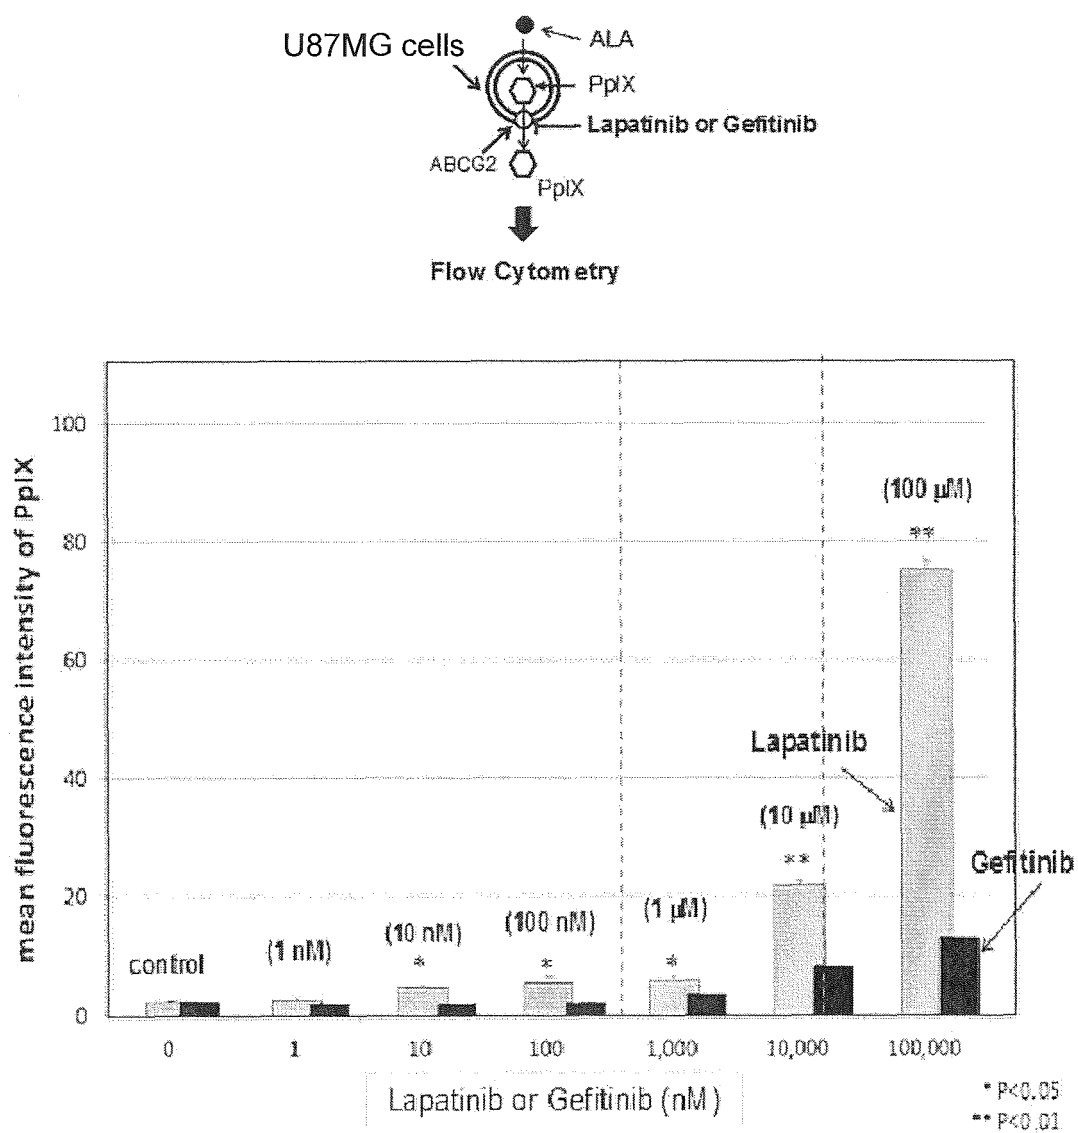 U87MG cells
ALA
PpIX
Lapatinib or Gefitinib
ABCG2
PpIX
Flow Cytometry
mean fluorescence intensity of PpIX
100
80
60
40
20
0
control
(1 nM)
(10 nM)
*
(100 nM)
*
(1 µM)
*
(10 µM)
**
(100 µM)
**
Lapatinib
Gefitinib
0 1 10 100 1,000 10,000 100,000
Lapatinib or Gefitinib (nM)
* P<0.05
** P<0.01